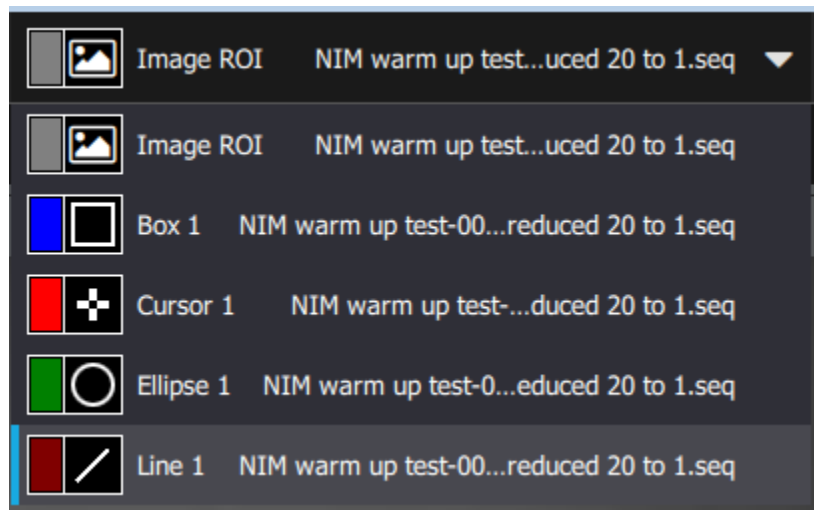 Image ROI NIM warm up test...uced 20 to 1.seq
Image ROI NIM warm up test...uced 20 to 1.seq
Box 1 NIM warm up test-00...reduced 20 to 1.seq
Cursor 1 NIM warm up test-...duced 20 to 1.seq
Ellipse 1 NIM warm up test-0...educed 20 to 1.seq
Line 1 NIM warm up test-00...reduced 20 to 1.seq